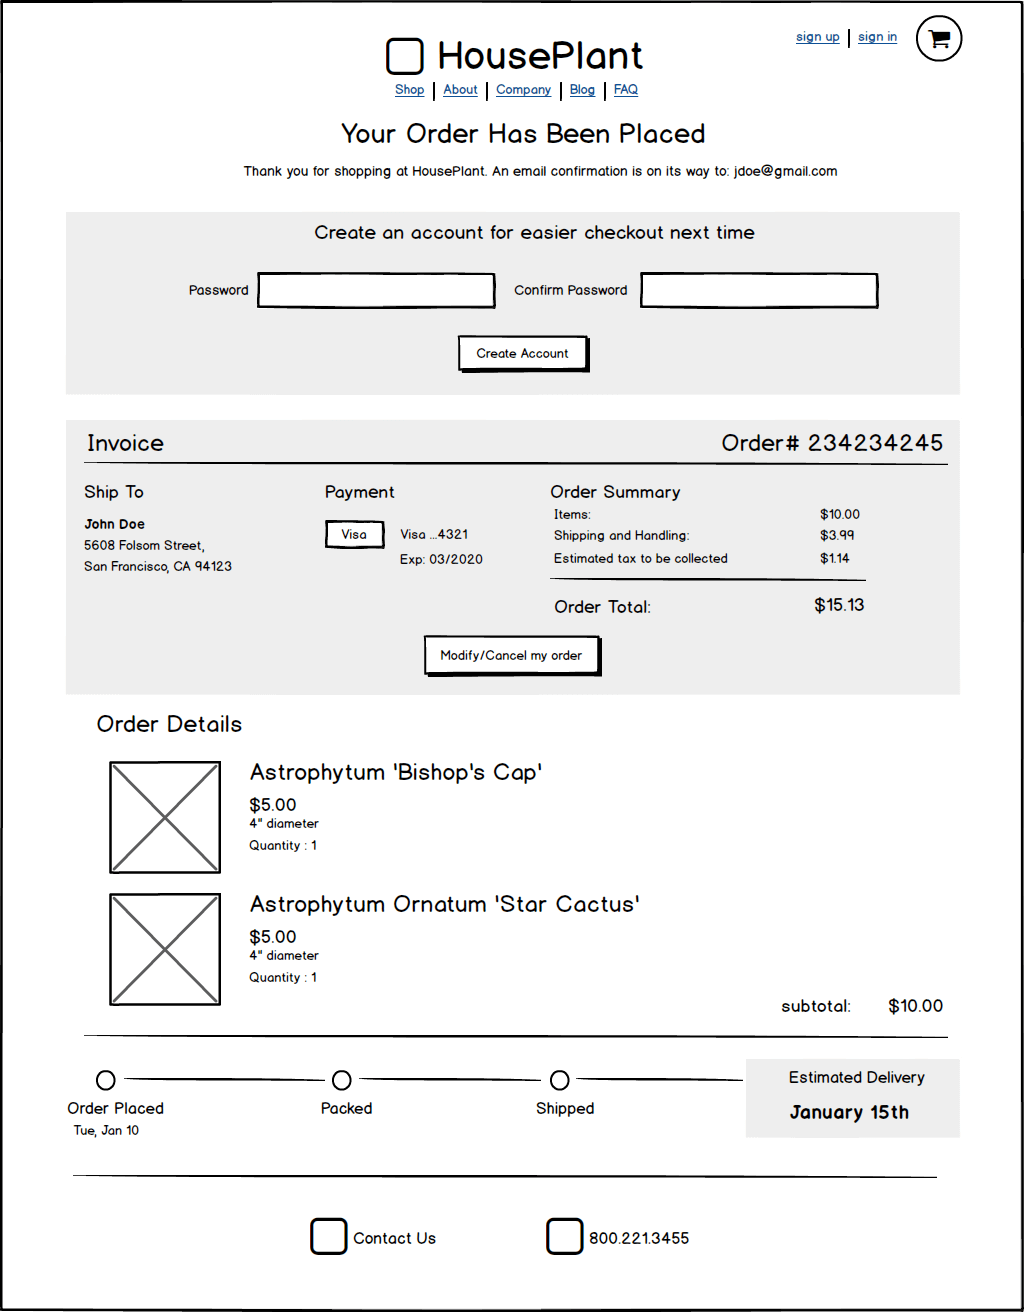 sign up | sign in
HousePlant
Shop | About | Company | Blog | FAQ
Your Order Has Been Placed
Thank you for shopping at HousePlant. An email confirmation is on its way to: jdoe@gmail.com
Create an account for easier checkout next time
Password Confirm Password
Create Account
Invoice Order# 234234245
Ship To
John Doe
5608 Folsom Street,
San Francisco, CA 94123
Payment
Visa Visa ...4321
Exp: 03/2020
Order Summary
Items: $10.00
Shipping and Handling: $3.99
Estimated tax to be collected $1.14
Order Total: $15.13
Modify/Cancel my order
Order Details
Astrophytum 'Bishop's Cap'
$5.00
4" diameter
Quantity : 1
Astrophytum Ornatum 'Star Cactus'
$5.00
4" diameter
Quantity : 1
subtotal: $10.00
Order Placed
Tue, Jan 10
Packed
Shipped
Estimated Delivery
January 15th
Contact Us 800.221.3455